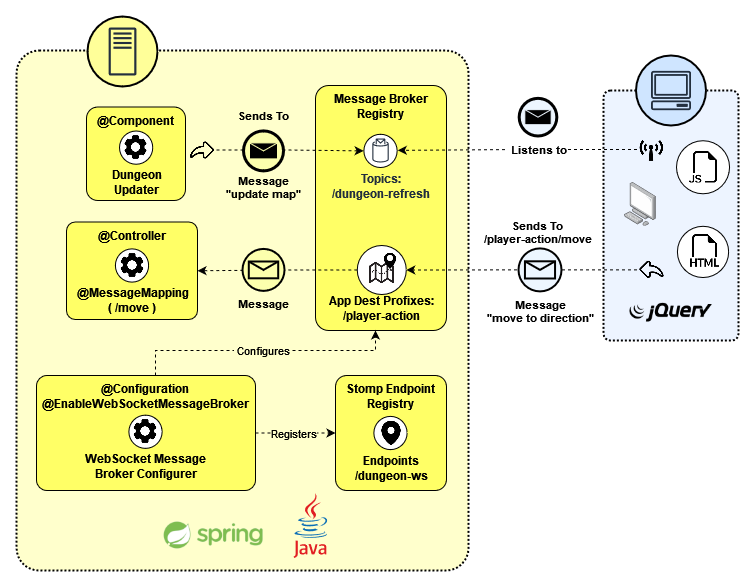 @Component
Dungeon
Updater
Sends To
Message
"update map"
Message Broker
Registry
Topics:
/dungeon-refresh
Listens to
JS
@Controller
@MessageMapping
( /move )
Message
App Dest Profixes:
/player-action
Sends To
/player-action/move
Message
"move to direction"
HTML
jQuery
Configures
@Configuration
@EnableWebSocketMessageBroker
WebSocket Message
Broker Configurer
Registers
Stomp Endpoint
Registry
Endpoints
/dungeon-ws
spring
Java